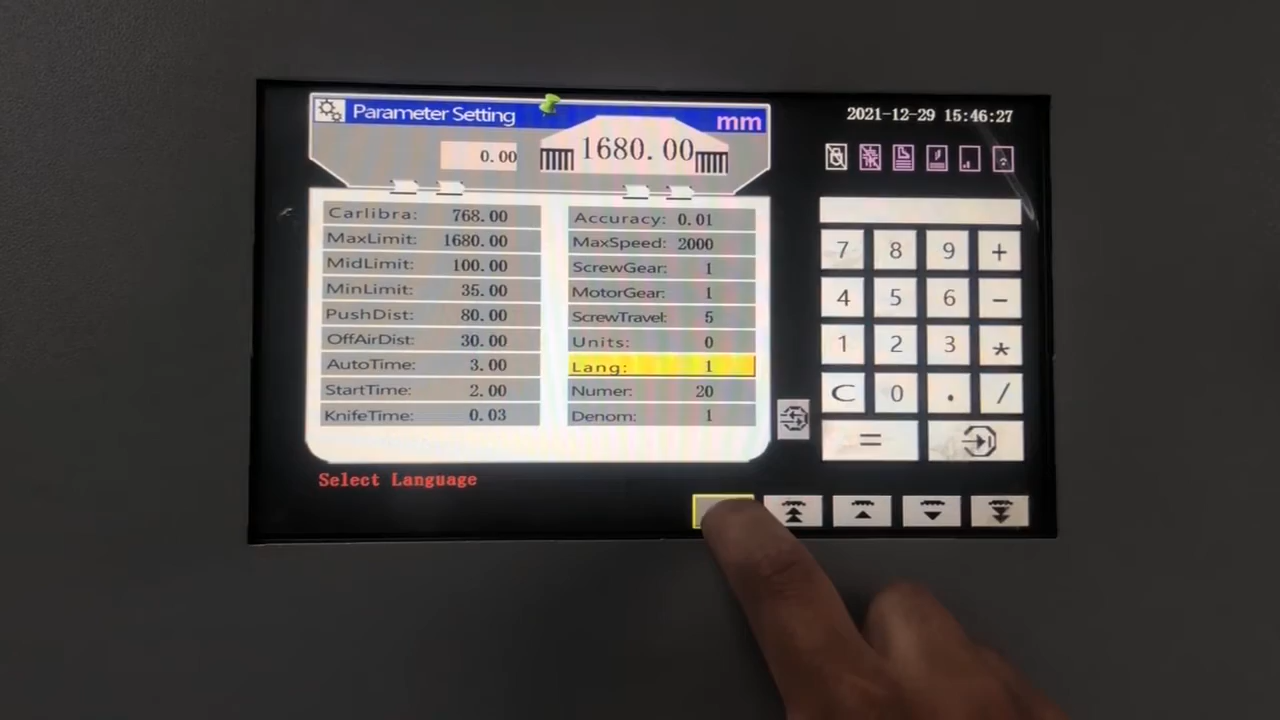 Parameter Setting
mm
2021-12-29 15:46:27
0.00
1680.00
Carlibra: 768.00
MaxLimit: 1680.00
MidLimit: 100.00
MinLimit: 35.00
PushDist: 80.00
OffAirDist: 30.00
AutoTime: 3.00
StartTime: 2.00
KnifeTime: 0.03
Accuracy: 0.01
MaxSpeed: 2000
ScrewGear: 1
MotorGear: 1
ScrewTravel: 5
Units: 0
Lang: 1
Numer: 20
Denom: 1
Select Language
7 8 9 +
4 5 6 -
1 2 3 *
C 0 . /
=